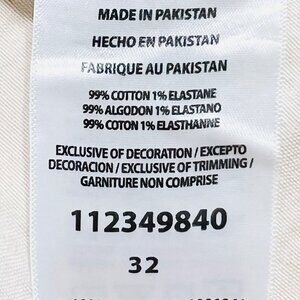 MADE IN PAKISTAN
HECHO EN PAKISTAN
FABRIQUE AU PAKISTAN
99% COTTON 1% ELASTANE
99% ALGODON 1% ELASTANO
99% COTON 1% ELASTHANNE
EXCLUSIVE OF DECORATION / EXCEPTO
DECORACION / EXCLUSIVE OF TRIMMING /
GARNITURE NON COMPRISE
112349840
32